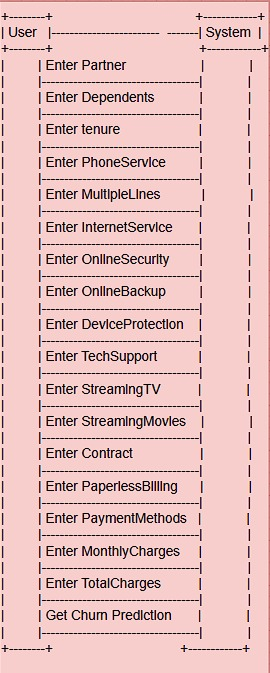 +--------+ +------------+
| User |------------------------ -------| System |
+--------+ +------------+
| | Enter Partner | |
| |-----------------------------------| |
| | Enter Dependents | |
| |-----------------------------------| |
| | Enter tenure | |
| |-----------------------------------| |
| | Enter PhoneService | |
| |-----------------------------------| |
| | Enter MultipleLines | |
| |-----------------------------------| |
| | Enter InternetService | |
| |-----------------------------------| |
| | Enter OnlineSecurity | |
| |-----------------------------------| |
| | Enter OnlineBackup | |
| |-----------------------------------| |
| | Enter DeviceProtection | |
| |-----------------------------------| |
| | Enter TechSupport | |
| |-----------------------------------| |
| | Enter StreamingTV | |
| |-----------------------------------| |
| | Enter StreamingMovies | |
| |-----------------------------------| |
| | Enter Contract | |
| |-----------------------------------| |
| | Enter PaperlessBilling | |
| |-----------------------------------| |
| | Enter PaymentMethods | |
| |-----------------------------------| |
| | Enter MonthlyCharges | |
| |-----------------------------------| |
| | Enter TotalCharges | |
| |-----------------------------------| |
| | Get Churn Prediction | |
| |-----------------------------------| |
+--------+ +------------+